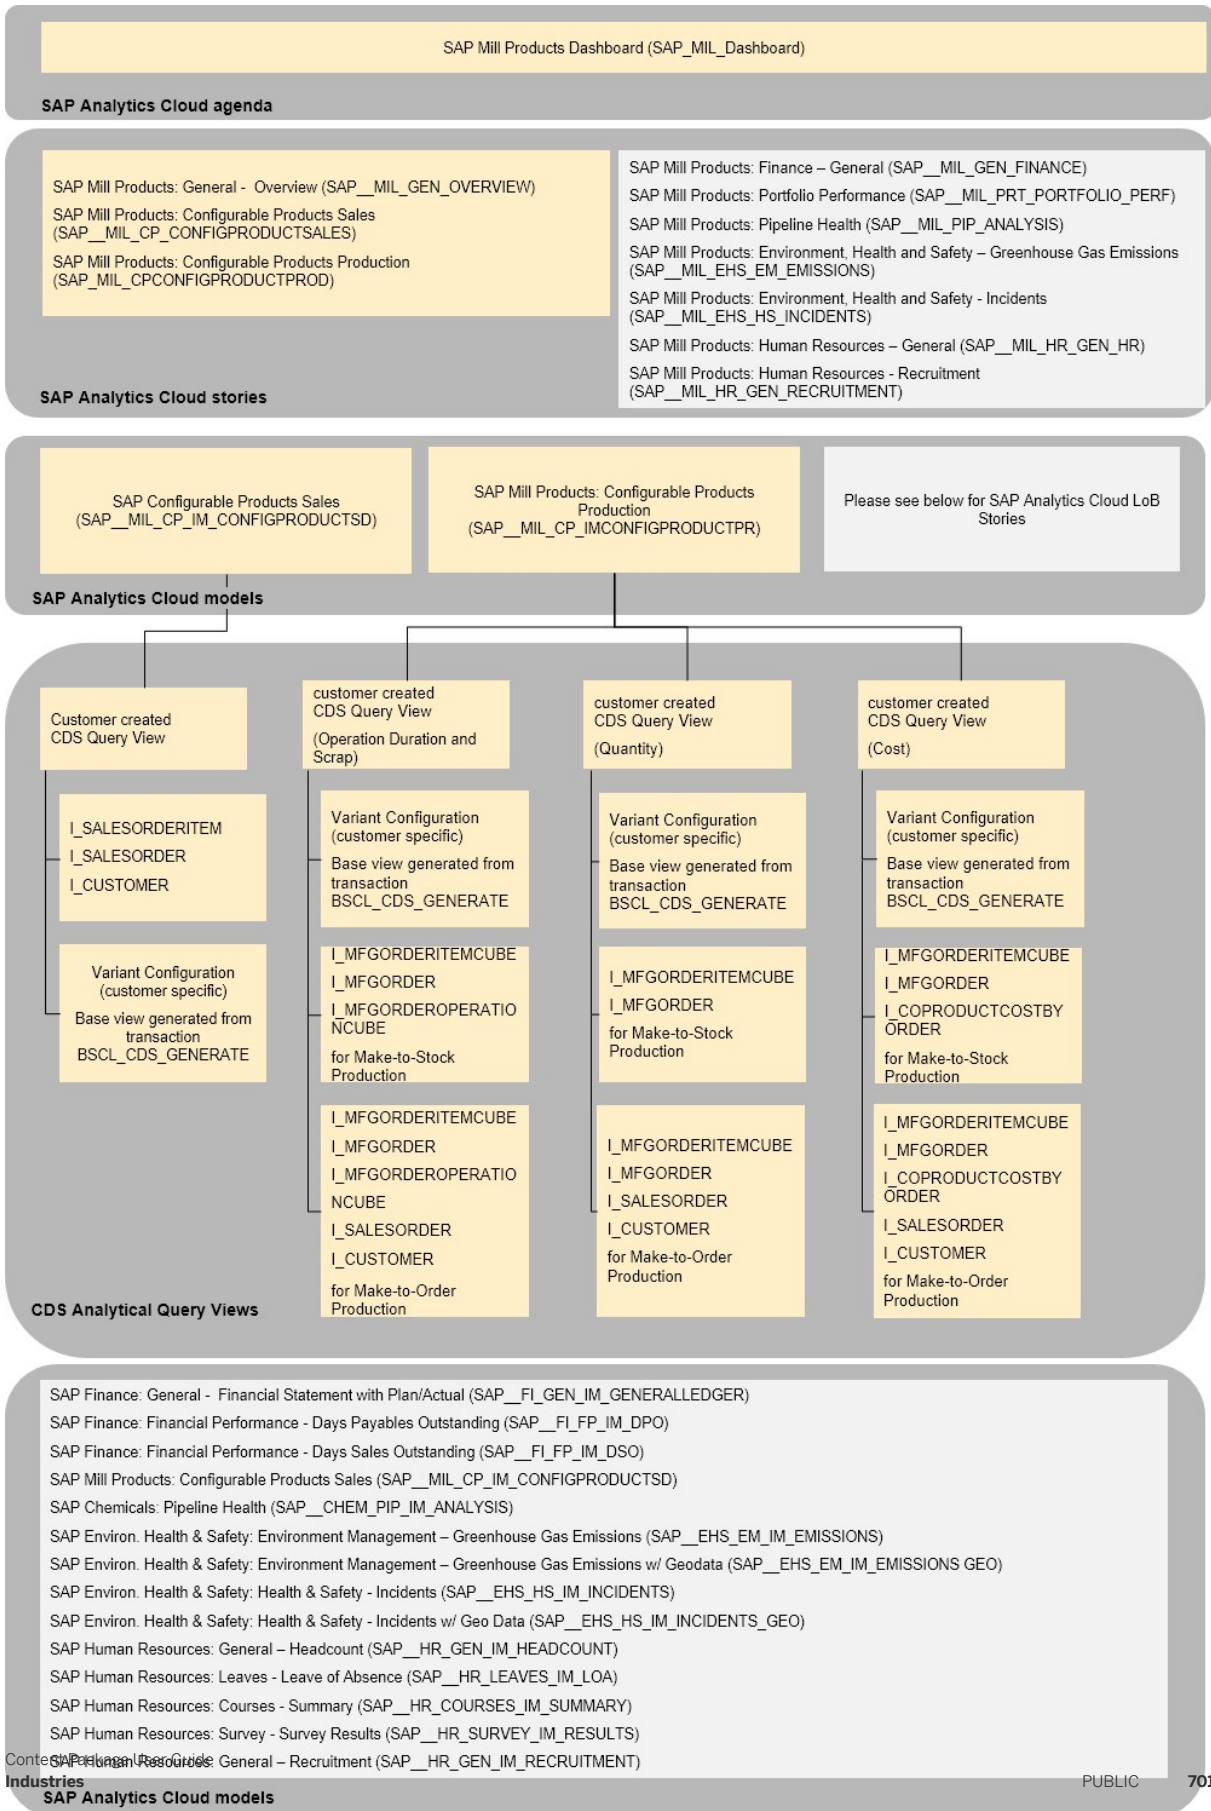 SAP Mill Products Dashboard (SAP_MIL_Dashboard)
SAP Analytics Cloud agenda
SAP Mill Products: General -  Overview (SAP__MIL_GEN_OVERVIEW)
SAP Mill Products: Configurable Products Sales
(SAP__MIL_CP_CONFIGPRODUCTSALES)
SAP Mill Products: Configurable Products Production
(SAP_MIL_CPCONFIGPRODUCTPROD)
SAP Mill Products: Finance – General (SAP__MIL_GEN_FINANCE)
SAP Mill Products: Portfolio Performance (SAP__MIL_PRT_PORTFOLIO_PERF)
SAP Mill Products: Pipeline Health (SAP__MIL_PIP_ANALYSIS)
SAP Mill Products: Environment, Health and Safety – Greenhouse Gas Emissions
(SAP__MIL_EHS_EM_EMISSIONS)
SAP Mill Products: Environment, Health and Safety - Incidents
(SAP__MIL_EHS_HS_INCIDENTS)
SAP Mill Products: Human Resources – General (SAP__MIL_HR_GEN_HR)
SAP Mill Products: Human Resources - Recruitment
(SAP__MIL_HR_GEN_RECRUITMENT)
SAP Analytics Cloud stories
SAP Configurable Products Sales
(SAP__MIL_CP_IM_CONFIGPRODUCTSD)
SAP Mill Products: Configurable Products
Production
(SAP__MIL_CP_IMCONFIGPRODUCTPR)
Please see below for SAP Analytics Cloud LoB
Stories
SAP Analytics Cloud models
Customer created
CDS Query View
I_SALESORDERITEM
I_SALESORDER
I_CUSTOMER
Variant Configuration
(customer specific)
Base view generated from
transaction
BSCL_CDS_GENERATE
customer created
CDS Query View
(Operation Duration and
Scrap)
Variant Configuration
(customer specific)
Base view generated from
transaction
BSCL_CDS_GENERATE
I_MFGORDERITEMCUBE
I_MFGORDER
I_MFGORDEROPERATIO
NCUBE
for Make-to-Stock
Production
I_MFGORDERITEMCUBE
I_MFGORDER
I_MFGORDEROPERATIO
NCUBE
I_SALESORDER
I_CUSTOMER
for Make-to-Order
Production
customer created
CDS Query View
(Quantity)
Variant Configuration
(customer specific)
Base view generated from
transaction
BSCL_CDS_GENERATE
I_MFGORDERITEMCUBE
I_MFGORDER
for Make-to-Stock
Production
I_MFGORDERITEMCUBE
I_MFGORDER
I_SALESORDER
I_CUSTOMER
for Make-to-Order
Production
customer created
CDS Query View
(Cost)
Variant Configuration
(customer specific)
Base view generated from
transaction
BSCL_CDS_GENERATE
I_MFGORDERITEMCUBE
I_MFGORDER
I_COPRODUCTCOSTBY
ORDER
for Make-to-Stock
Production
I_MFGORDERITEMCUBE
I_MFGORDER
I_COPRODUCTCOSTBY
ORDER
I_SALESORDER
I_CUSTOMER
for Make-to-Order
Production
CDS Analytical Query Views
SAP Finance: General -  Financial Statement with Plan/Actual (SAP__FI_GEN_IM_GENERALLEDGER)
SAP Finance: Financial Performance - Days Payables Outstanding (SAP__FI_FP_IM_DPO)
SAP Finance: Financial Performance - Days Sales Outstanding (SAP__FI_FP_IM_DSO)
SAP Mill Products: Configurable Products Sales (SAP__MIL_CP_IM_CONFIGPRODUCTSD)
SAP Chemicals: Pipeline Health (SAP__CHEM_PIP_IM_ANALYSIS)
SAP Environ. Health & Safety: Environment Management – Greenhouse Gas Emissions (SAP__EHS_EM_IM_EMISSIONS)
SAP Environ. Health & Safety: Environment Management – Greenhouse Gas Emissions w/ Geodata (SAP__EHS_EM_IM_EMISSIONS GEO)
SAP Environ. Health & Safety: Health & Safety - Incidents (SAP__EHS_HS_IM_INCIDENTS)
SAP Environ. Health & Safety: Health & Safety - Incidents w/ Geo Data (SAP__EHS_HS_IM_INCIDENTS_GEO)
SAP Human Resources: General – Headcount (SAP__HR_GEN_IM_HEADCOUNT)
SAP Human Resources: Leaves - Leave of Absence (SAP__HR_LEAVES_IM_LOA)
SAP Human Resources: Courses - Summary (SAP__HR_COURSES_IM_SUMMARY)
SAP Human Resources: Survey - Survey Results (SAP__HR_SURVEY_IM_RESULTS)
SAP Human Resources: General – Recruitment (SAP__HR_GEN_IM_RECRUITMENT)
Content Package User Guide
Industries
PUBLIC
701
SAP Analytics Cloud models